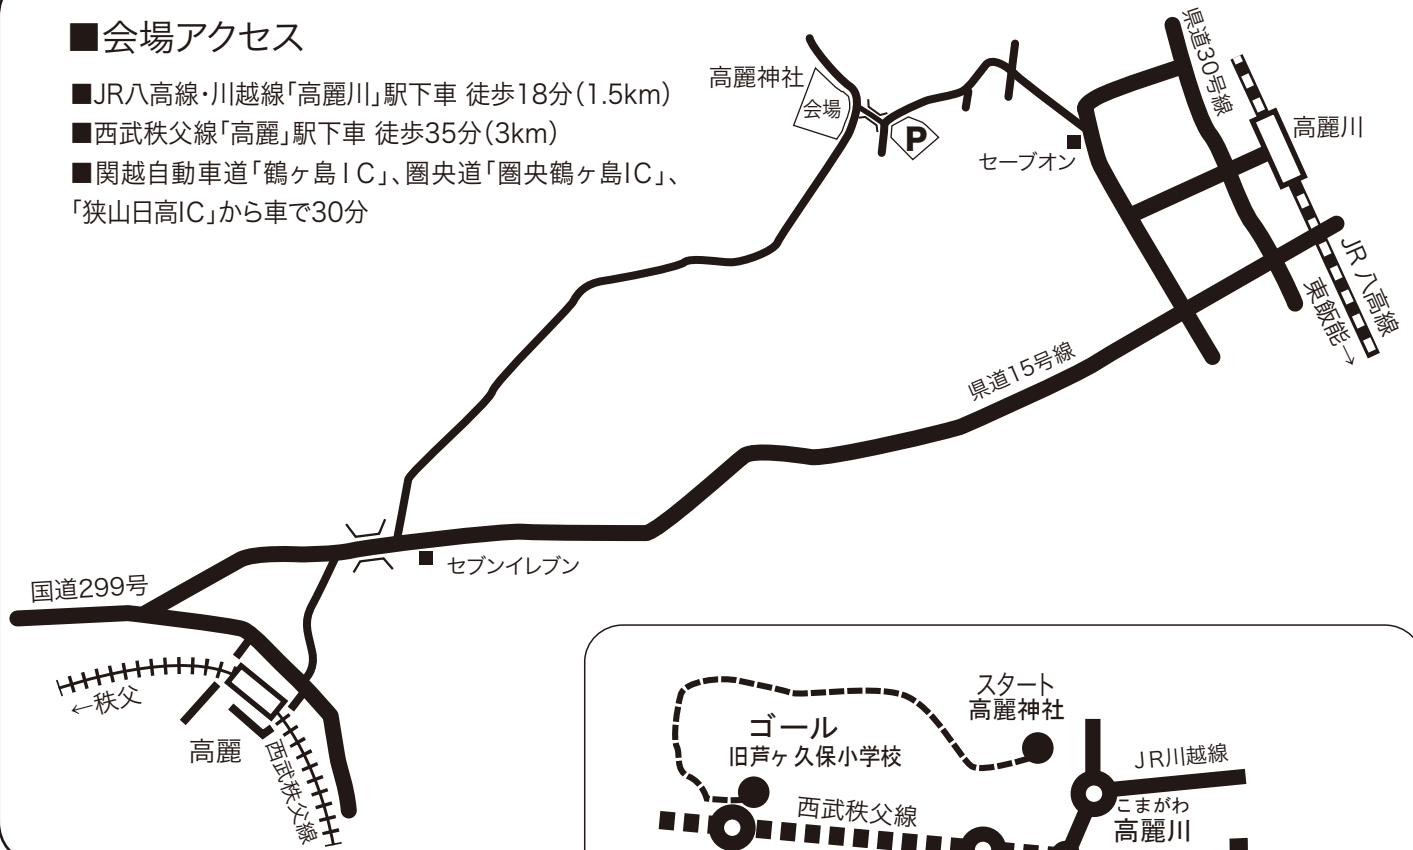 ■会場アクセス
■JR八高線・川越線「高麗川」駅下車 徒歩18分(1.5km)
■西武秩父線「高麗」駅下車 徒歩35分(3km)
■関越自動車道「鶴ヶ島IC」、圏央道「圏央鶴ヶ島IC」、
「狭山日高IC」から車で30分
高麗神社
会場
P
セーブオン
県道30号線
高麗川
JR 八高線
東飯能→
県道15号線
セブンイレブン
国道299号
←秩父
高麗
西武秩父線
スタート
高麗神社
ゴール
旧芦ヶ久保小学校
西武秩父線
JR川越線
こまがわ
高麗川